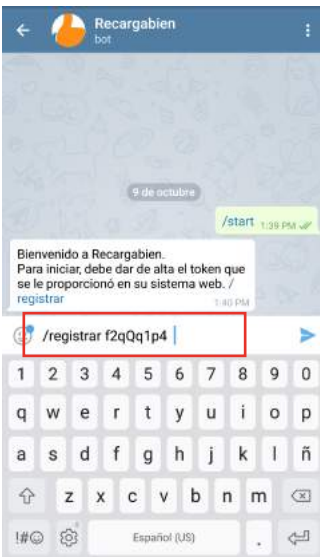 Recargabien
bot
9 de octubre
/start 1:39 PM
Bienvenido a Recargabien.
Para iniciar, debe dar de alta el token que
se le proporcionó en su sistema web. /
registrar 1:40 PM
/registrar f2qQq1p4
1 2 3 4 5 6 7 8 9 0
q w e r t y u i o p
a s d f g h j k l ñ
z x c v b n m
!#☺ Español (US) .